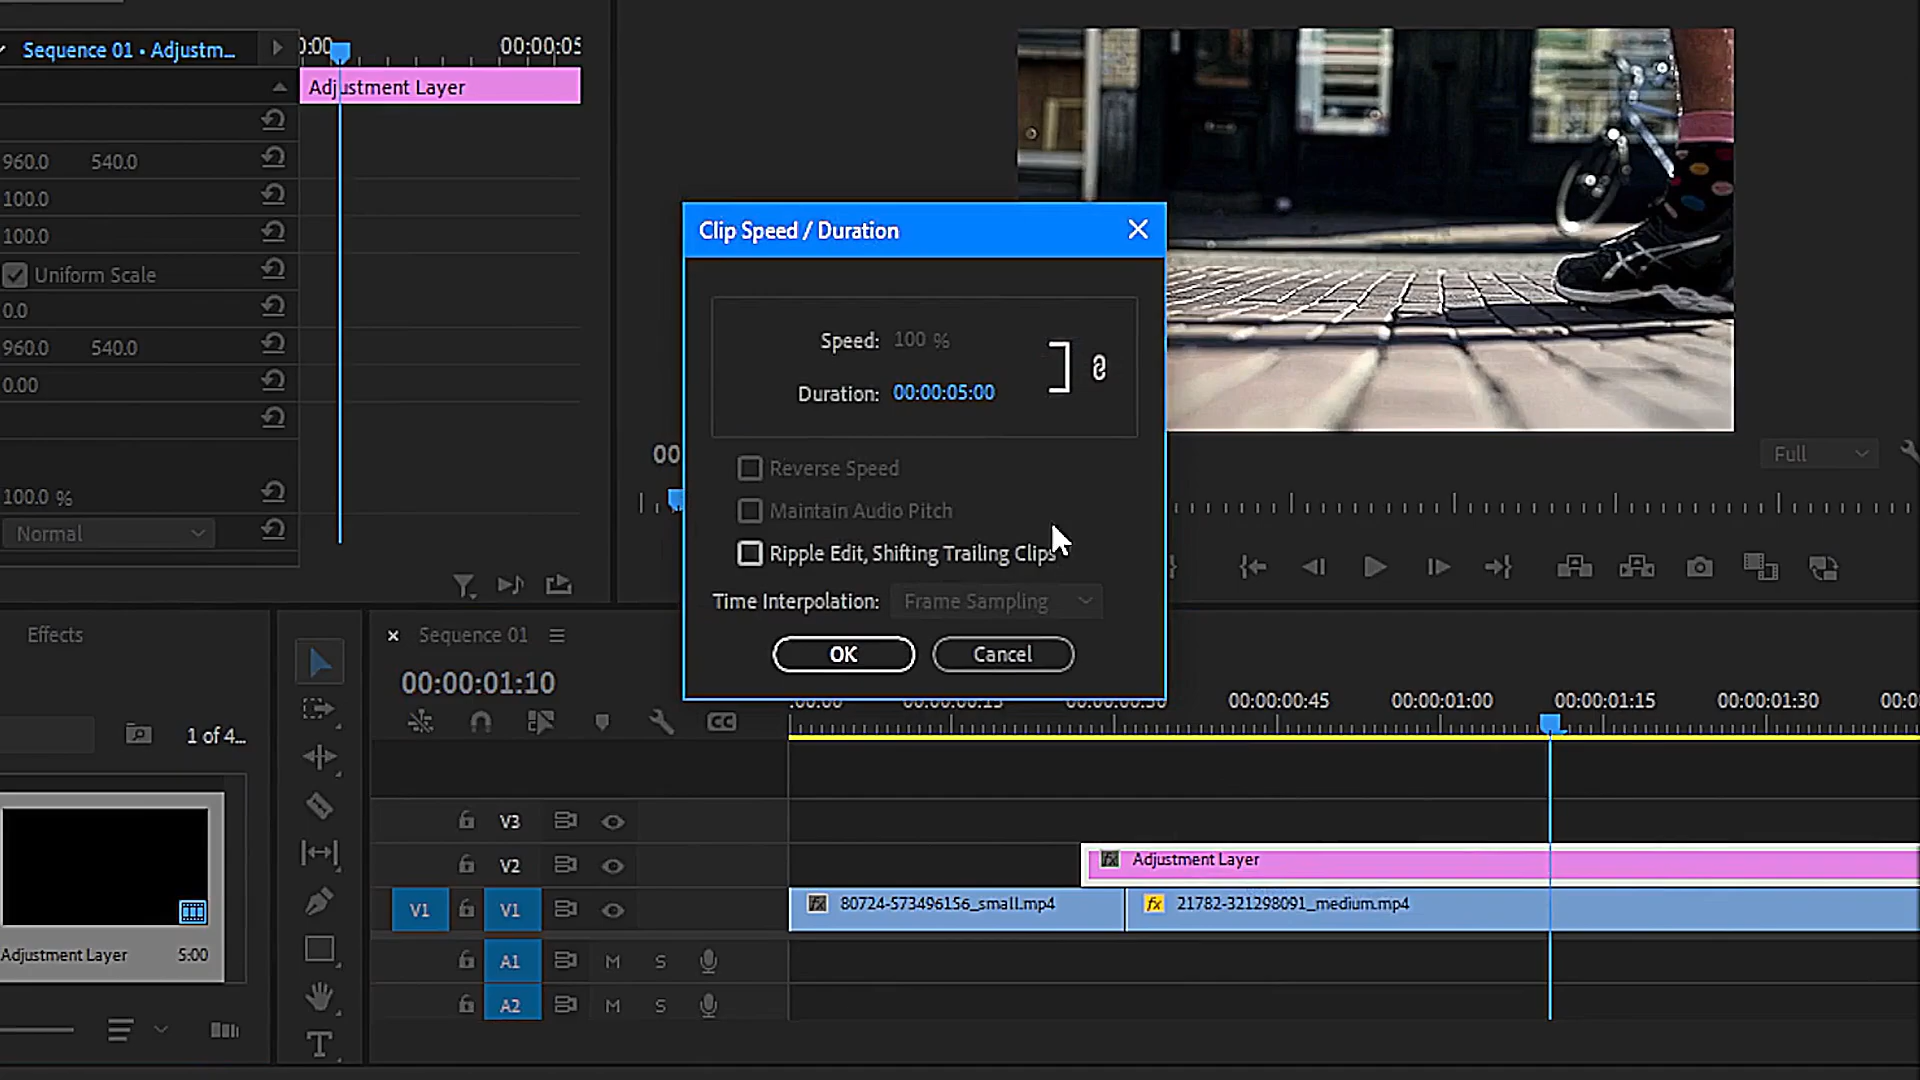 Sequence 01 • Adjustm...
00:00:05
Adjustment Layer
960.0 540.0
100.0
100.0
Uniform Scale
0.0
960.0 540.0
0.00
100.0 %
Normal
Clip Speed / Duration
Speed: 100 %
Duration: 00:00:05:00
Reverse Speed
Maintain Audio Pitch
Ripple Edit, Shifting Trailing Clips
Time Interpolation: Frame Sampling
OK Cancel
Full
Effects
1 of 4...
Adjustment Layer 5:00
Sequence 01
00:00:01:10
CC
00:00:00:45 00:00:01:00 00:00:01:15 00:00:01:30
V3
V2
Adjustment Layer
V1 V1
80724-573496156_small.mp4
21782-321298091_medium.mp4
A1 M S
A2 M S